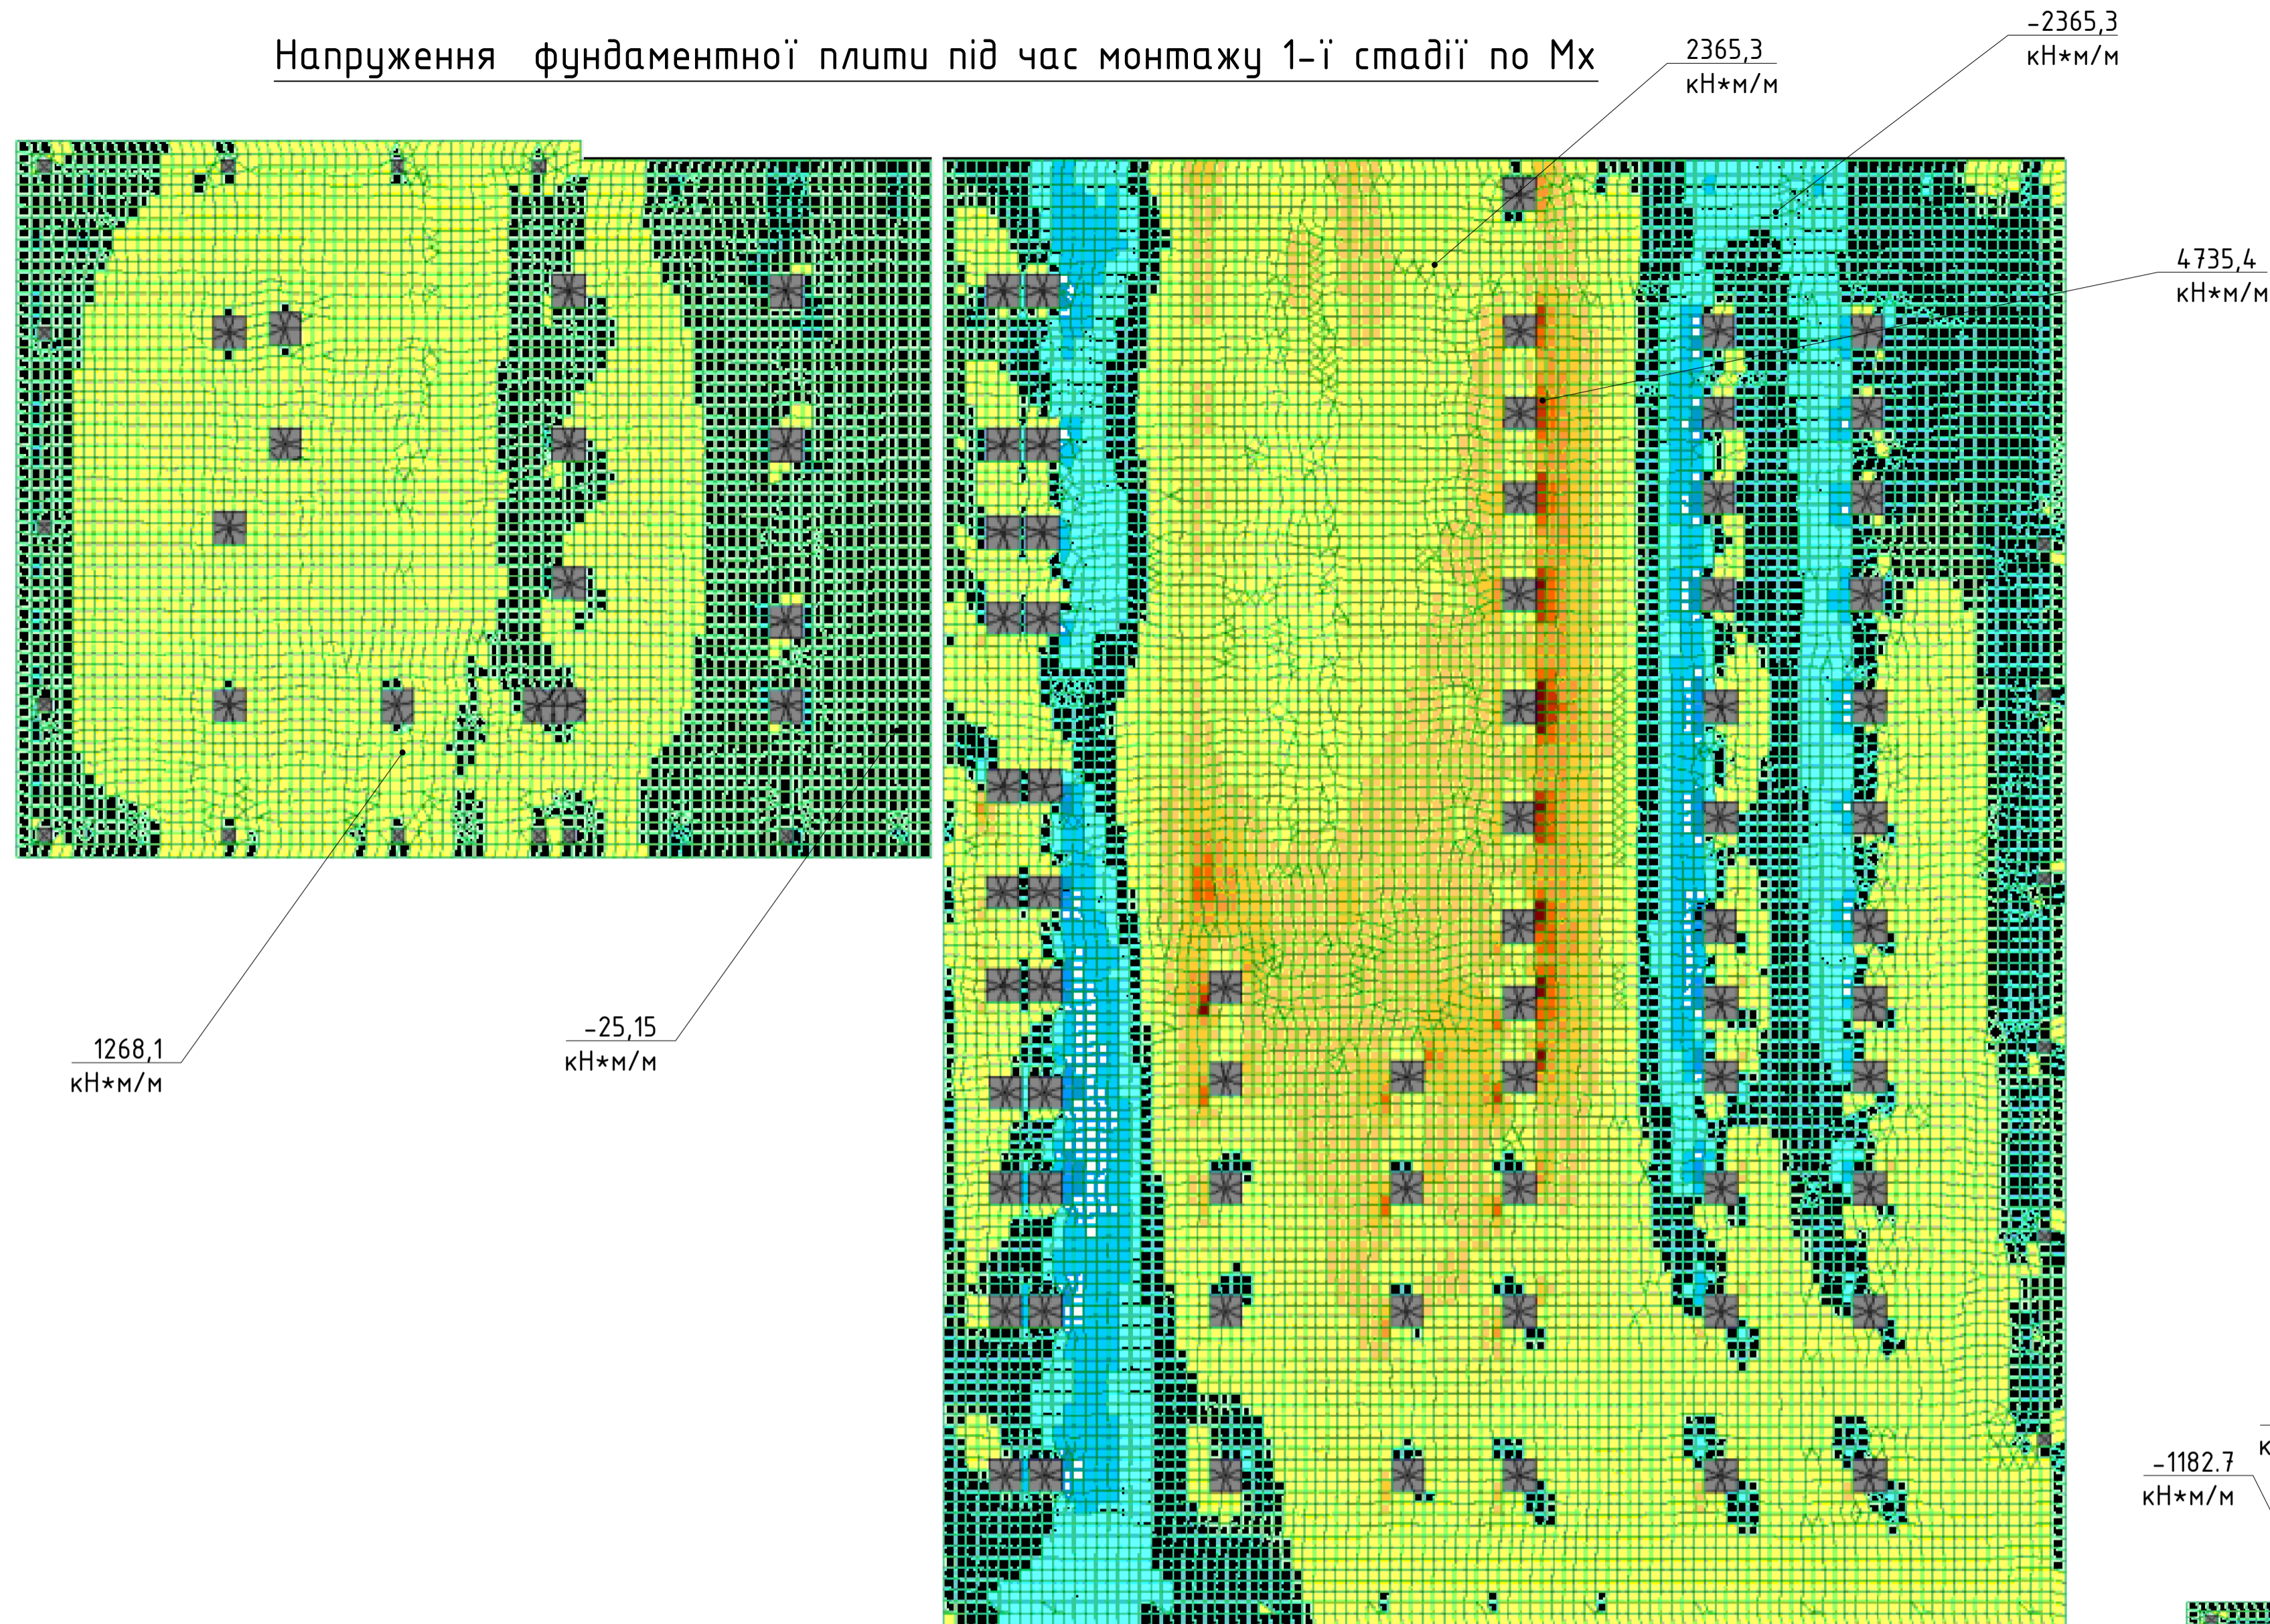 Напруження фундаментної плити під час монтажу 1-ї стадії по Мх
-2365,3
кН*м/м
2365,3
кН*м/м
4735,4
кН*м/м
-25,15
кН*м/м
1268,1
кН*м/м
-1182.7
кН*м/м